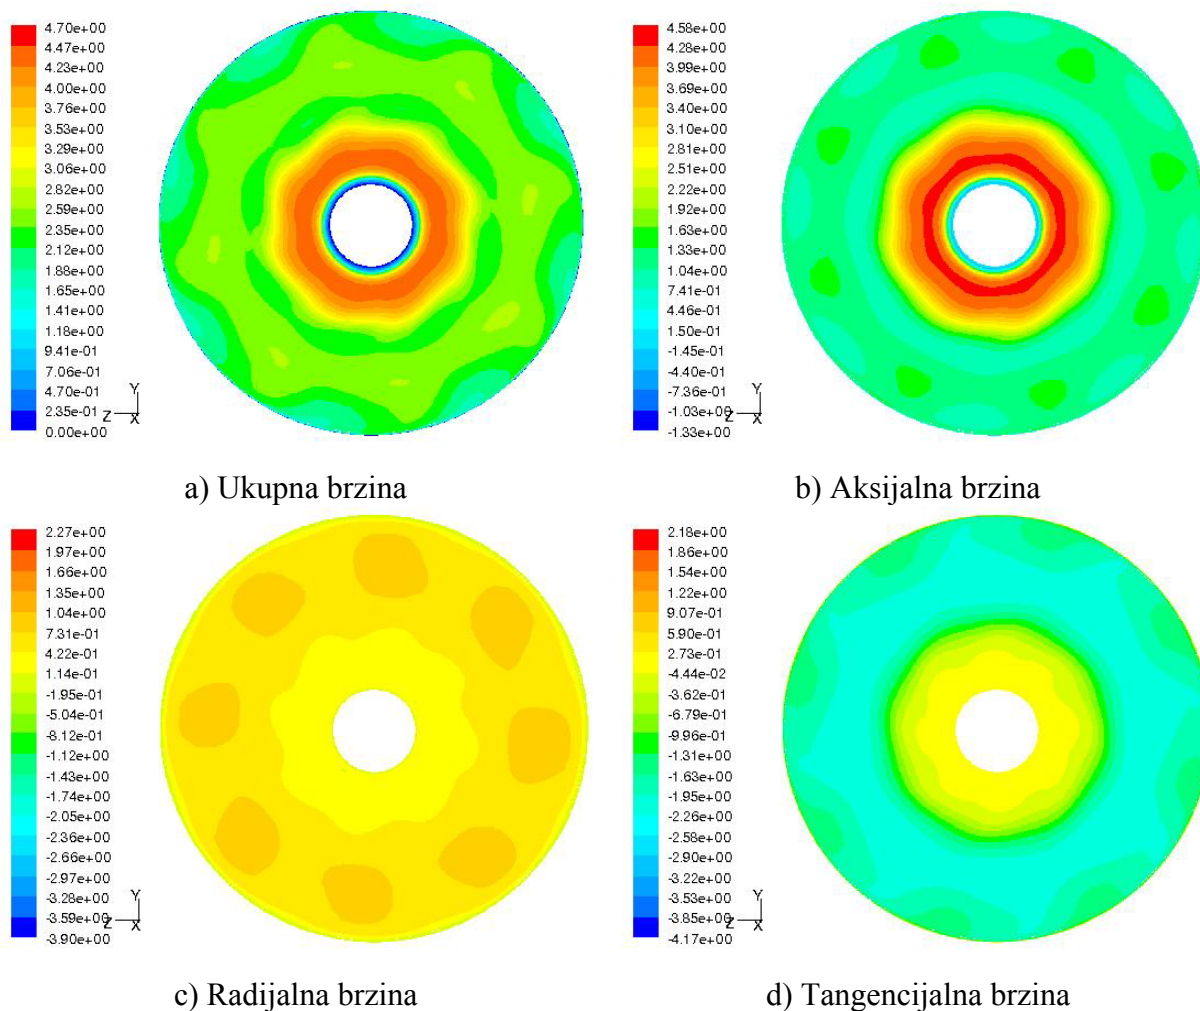 4.70e+00
4.47e+00
4.23e+00
4.00e+00
3.76e+00
3.53e+00
3.29e+00
3.06e+00
2.82e+00
2.59e+00
2.35e+00
2.12e+00
1.88e+00
1.65e+00
1.41e+00
1.18e+00
9.41e-01
7.06e-01
4.70e-01
2.35e-01
0.00e+00
Y
Z X
a) Ukupna brzina
4.58e+00
4.28e+00
3.99e+00
3.69e+00
3.40e+00
3.10e+00
2.81e+00
2.51e+00
2.22e+00
1.92e+00
1.63e+00
1.33e+00
1.04e+00
7.41e-01
4.46e-01
1.50e-01
-1.45e-01
-4.40e-01
-7.36e-01
-1.03e+00
-1.33e+00
Y
Z X
b) Aksijalna brzina
2.27e+00
1.97e+00
1.66e+00
1.35e+00
1.04e+00
7.31e-01
4.22e-01
1.14e-01
-1.95e-01
-5.04e-01
-8.12e-01
-1.12e+00
-1.43e+00
-1.74e+00
-2.05e+00
-2.36e+00
-2.66e+00
-2.97e+00
-3.28e+00
-3.59e+00
-3.90e+00
Y
Z X
c) Radijalna brzina
2.18e+00
1.86e+00
1.54e+00
1.22e+00
9.07e-01
5.90e-01
2.73e-01
-4.44e-02
-3.62e-01
-6.79e-01
-9.96e-01
-1.31e+00
-1.63e+00
-1.95e+00
-2.26e+00
-2.58e+00
-2.90e+00
-3.22e+00
-3.53e+00
-3.85e+00
-4.17e+00
Y
Z X
d) Tangencijalna brzina